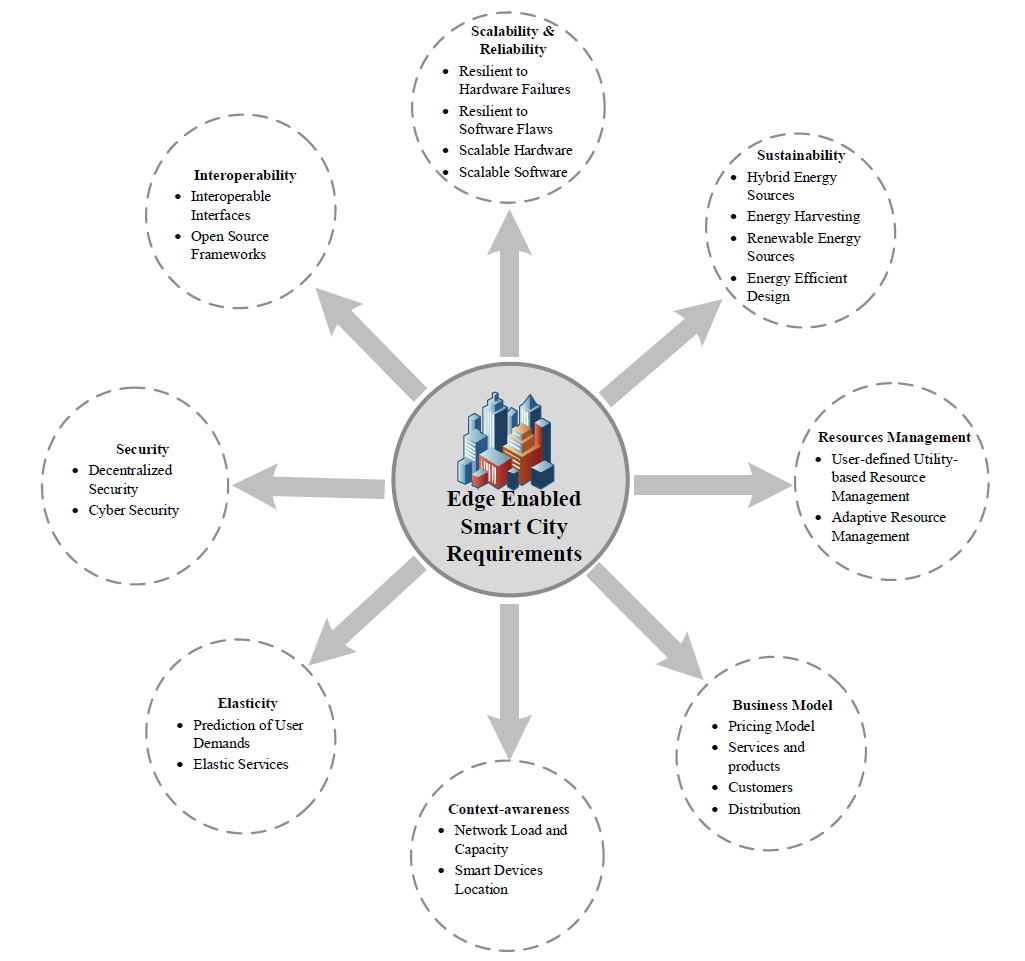 Scalability &
Reliability
• Resilient to
Hardware Failures
• Resilient to
Software Flaws
• Scalable Hardware
• Scalable Software
Interoperability
• Interoperable
Interfaces
• Open Source
Frameworks
Sustainability
• Hybrid Energy
Sources
• Energy Harvesting
• Renewable Energy
Sources
• Energy Efficient
Design
Security
• Decentralized
Security
• Cyber Security
Edge Enabled
Smart City
Requirements
Resources Management
• User-defined Utility-
based Resource
Management
• Adaptive Resource
Management
Elasticity
• Prediction of User
Demands
• Elastic Services
Context-awareness
• Network Load and
Capacity
• Smart Devices
Location
Business Model
• Pricing Model
• Services and
products
• Customers
• Distribution